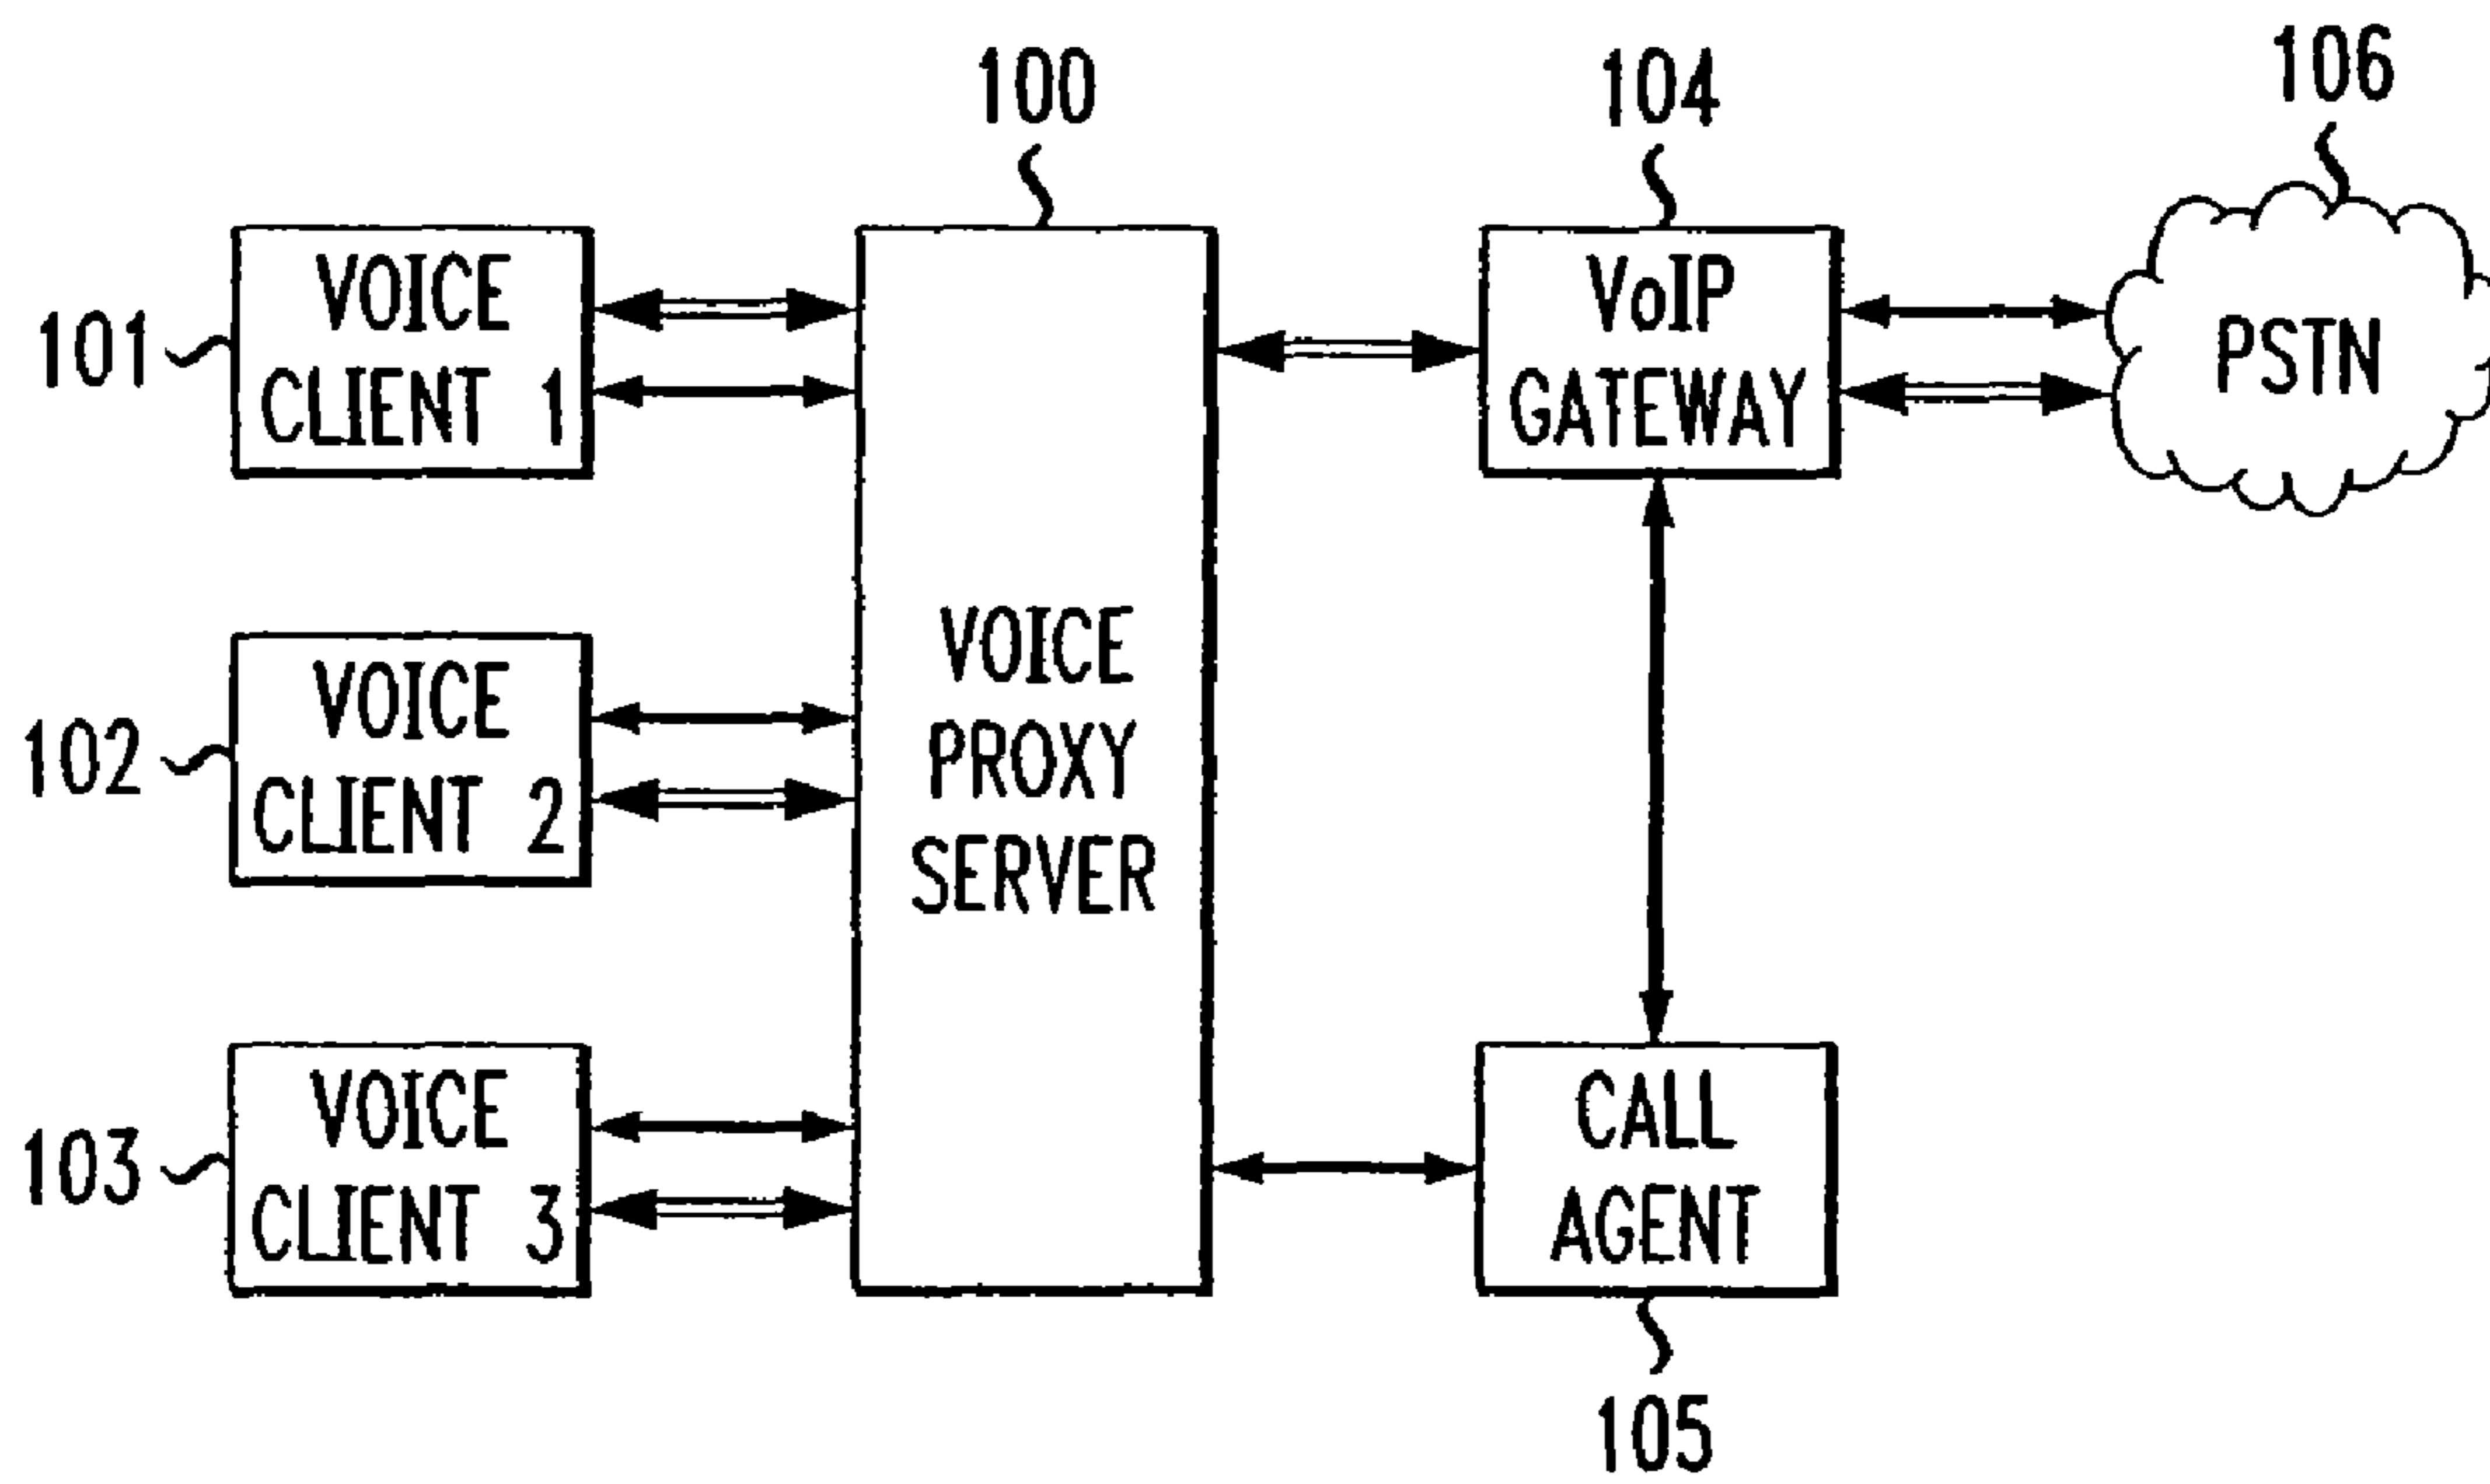 100
104
106
101
VOICE
CLIENT 1
VoIP
GATEWAY
PSTN
102
VOICE
CLIENT 2
VOICE
PROXY
SERVER
103
VOICE
CLIENT 3
CALL
AGENT
105